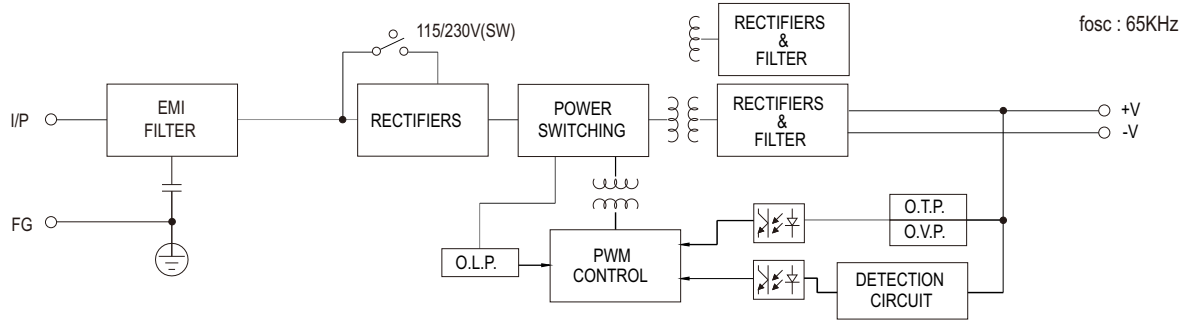 115/230V(SW)
RECTIFIERS
&
FILTER
fosc : 65KHz
I/P
EMI
FILTER
RECTIFIERS
POWER
SWITCHING
RECTIFIERS
&
FILTER
+V
-V
FG
O.L.P.
PWM
CONTROL
O.T.P.
O.V.P.
DETECTION
CIRCUIT